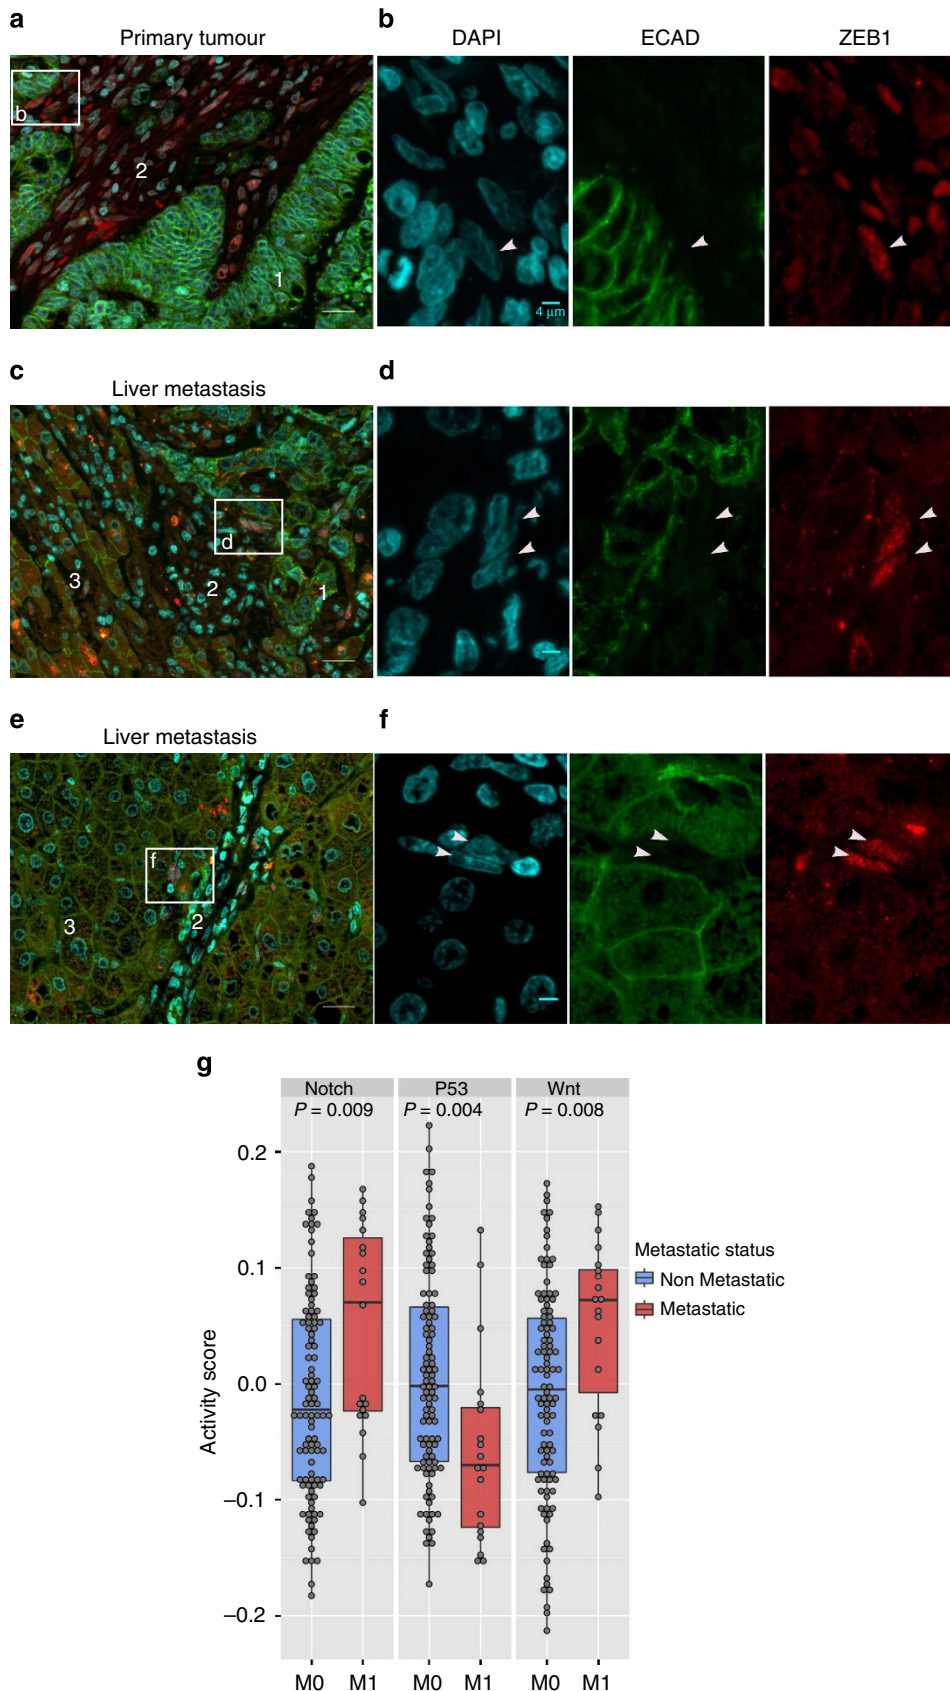 a
Primary tumour
b
2
1
b
DAPI
ECAD
ZEB1
4 μm
c
Liver metastasis
3
2
d
1
d
e
Liver metastasis
f
3
2
f
g
Notch
P53
Wnt
P = 0.009
P = 0.004
P = 0.008
Activity score
0.2
0.1
0.0
–0.1
–0.2
M0
M1
M0
M1
M0
M1
Metastatic status
Non Metastatic
Metastatic